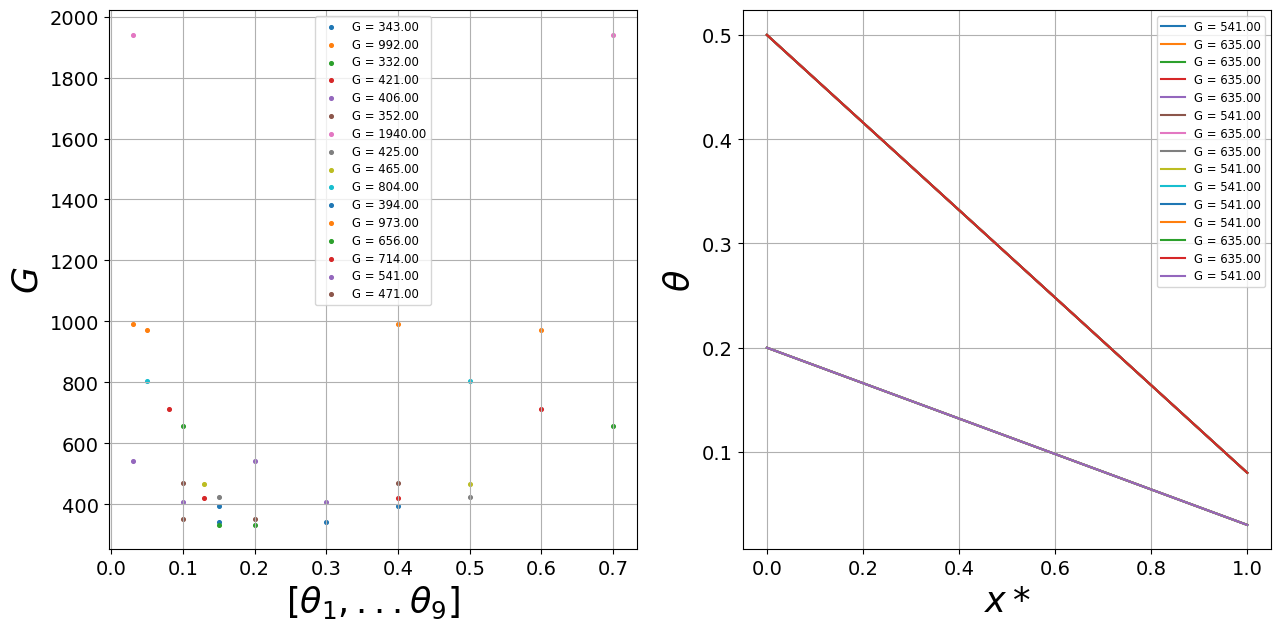 2000
1800
1600
1400
1200
1000
800
600
400
G
0.0 0.1 0.2 0.3 0.4 0.5 0.6 0.7
[θ₁, . . . θ₉]
G = 343.00
G = 992.00
G = 332.00
G = 421.00
G = 406.00
G = 352.00
G = 1940.00
G = 425.00
G = 465.00
G = 804.00
G = 394.00
G = 973.00
G = 656.00
G = 714.00
G = 541.00
G = 471.00
0.5
0.4
0.3
0.2
0.1
θ
0.0 0.2 0.4 0.6 0.8 1.0
x *
G = 541.00
G = 635.00
G = 635.00
G = 635.00
G = 635.00
G = 541.00
G = 635.00
G = 635.00
G = 541.00
G = 541.00
G = 541.00
G = 541.00
G = 635.00
G = 635.00
G = 541.00